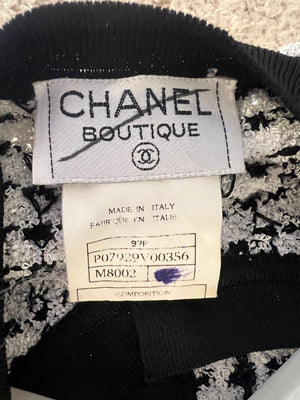 CHANEL
BOUTIQUE
MADE IN ITALY
FABRIQUE EN ITALIE
97P
P07929V00356
M8002
COMPOSITION